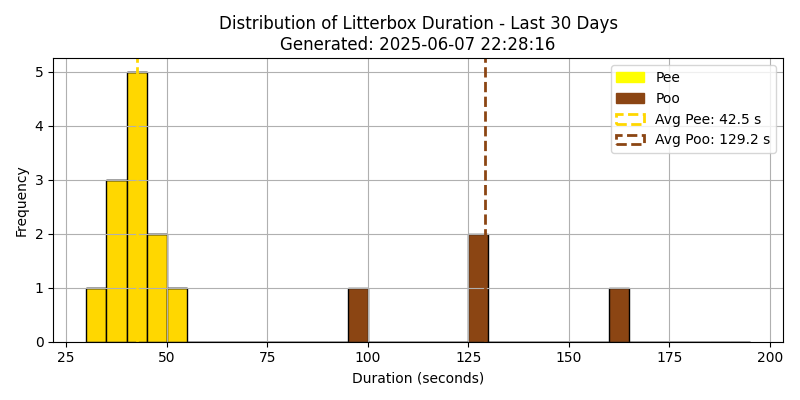 Distribution of Litterbox Duration - Last 30 Days
Generated: 2025-06-07 22:28:16
Pee
Poo
Avg Pee: 42.5 s
Avg Poo: 129.2 s
Frequency
5
4
3
2
1
0
25 50 75 100 125 150 175 200
Duration (seconds)